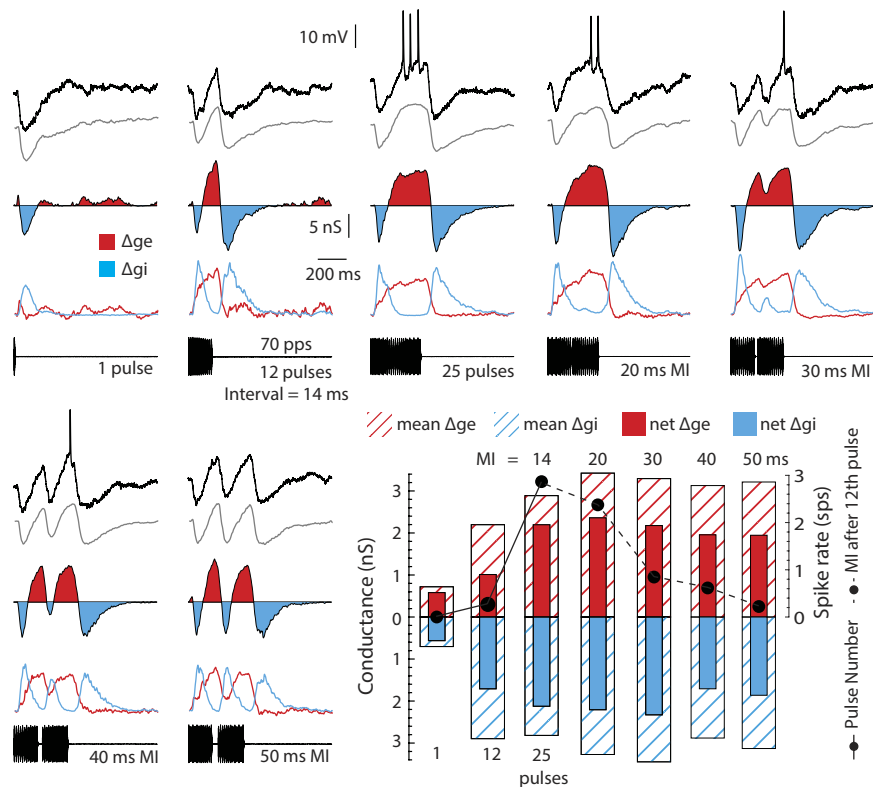 10 mV
5 nS
Δge
Δgi
200 ms
70 pps
1 pulse
12 pulses
25 pulses
20 ms MI
30 ms MI
Interval = 14 ms
mean Δge
mean Δgi
net Δge
net Δgi
MI = 14 20 30 40 50 ms
3
2
1
0
1
2
3
Conductance (nS)
3
2
1
0
Spike rate (sps)
Pulse Number
MI after 12th pulse
1
12
25
pulses
40 ms MI
50 ms MI